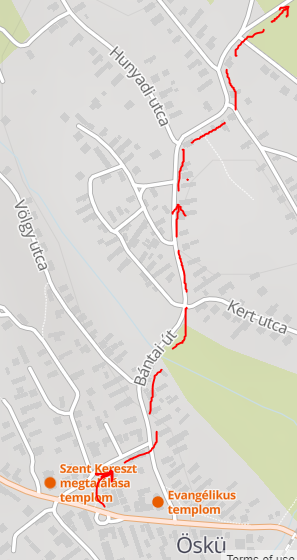 Hunyadi utca
Völgy utca
Kert utca
Bántai út
Szent Kereszt
megtalálása
templom
Evangélikus
templom
Öskü
Terms of use